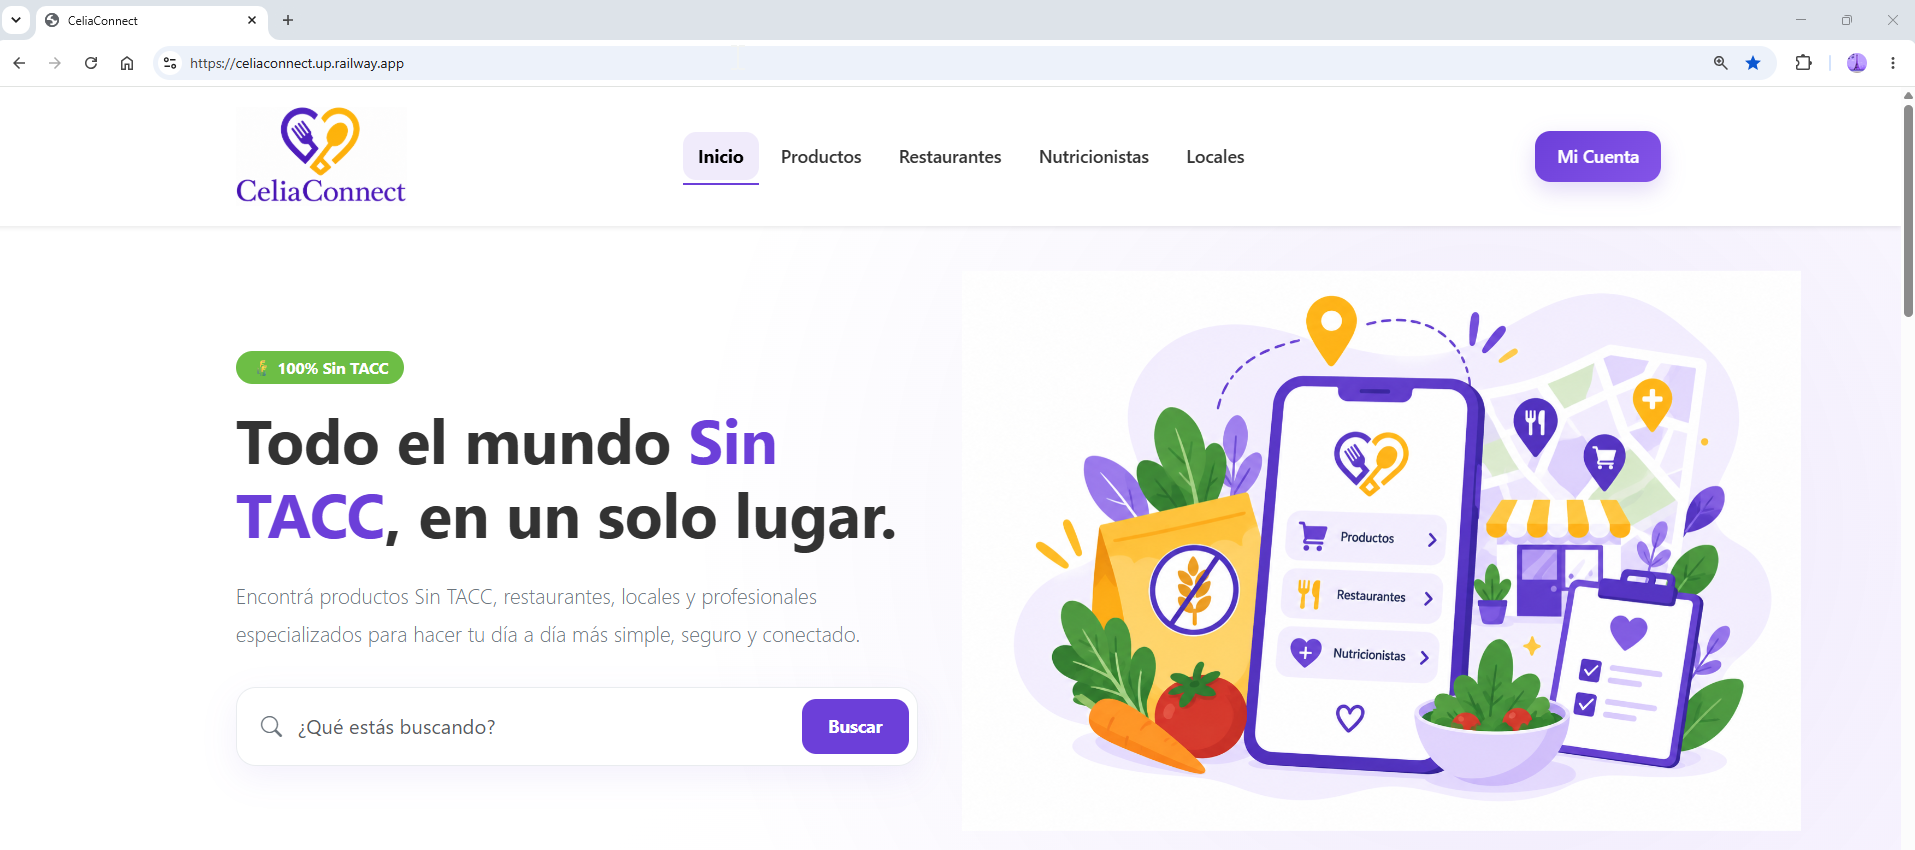 CeliaConnect
https://celiaconnect.up.railway.app
CeliaConnect
Inicio
Productos
Restaurantes
Nutricionistas
Locales
Mi Cuenta
100% Sin TACC
Todo el mundo Sin
TACC, en un solo lugar.
Encontrá productos Sin TACC, restaurantes, locales y profesionales
especializados para hacer tu día a día más simple, seguro y conectado.
¿Qué estás buscando?
Buscar
Productos
Restaurantes
Nutricionistas